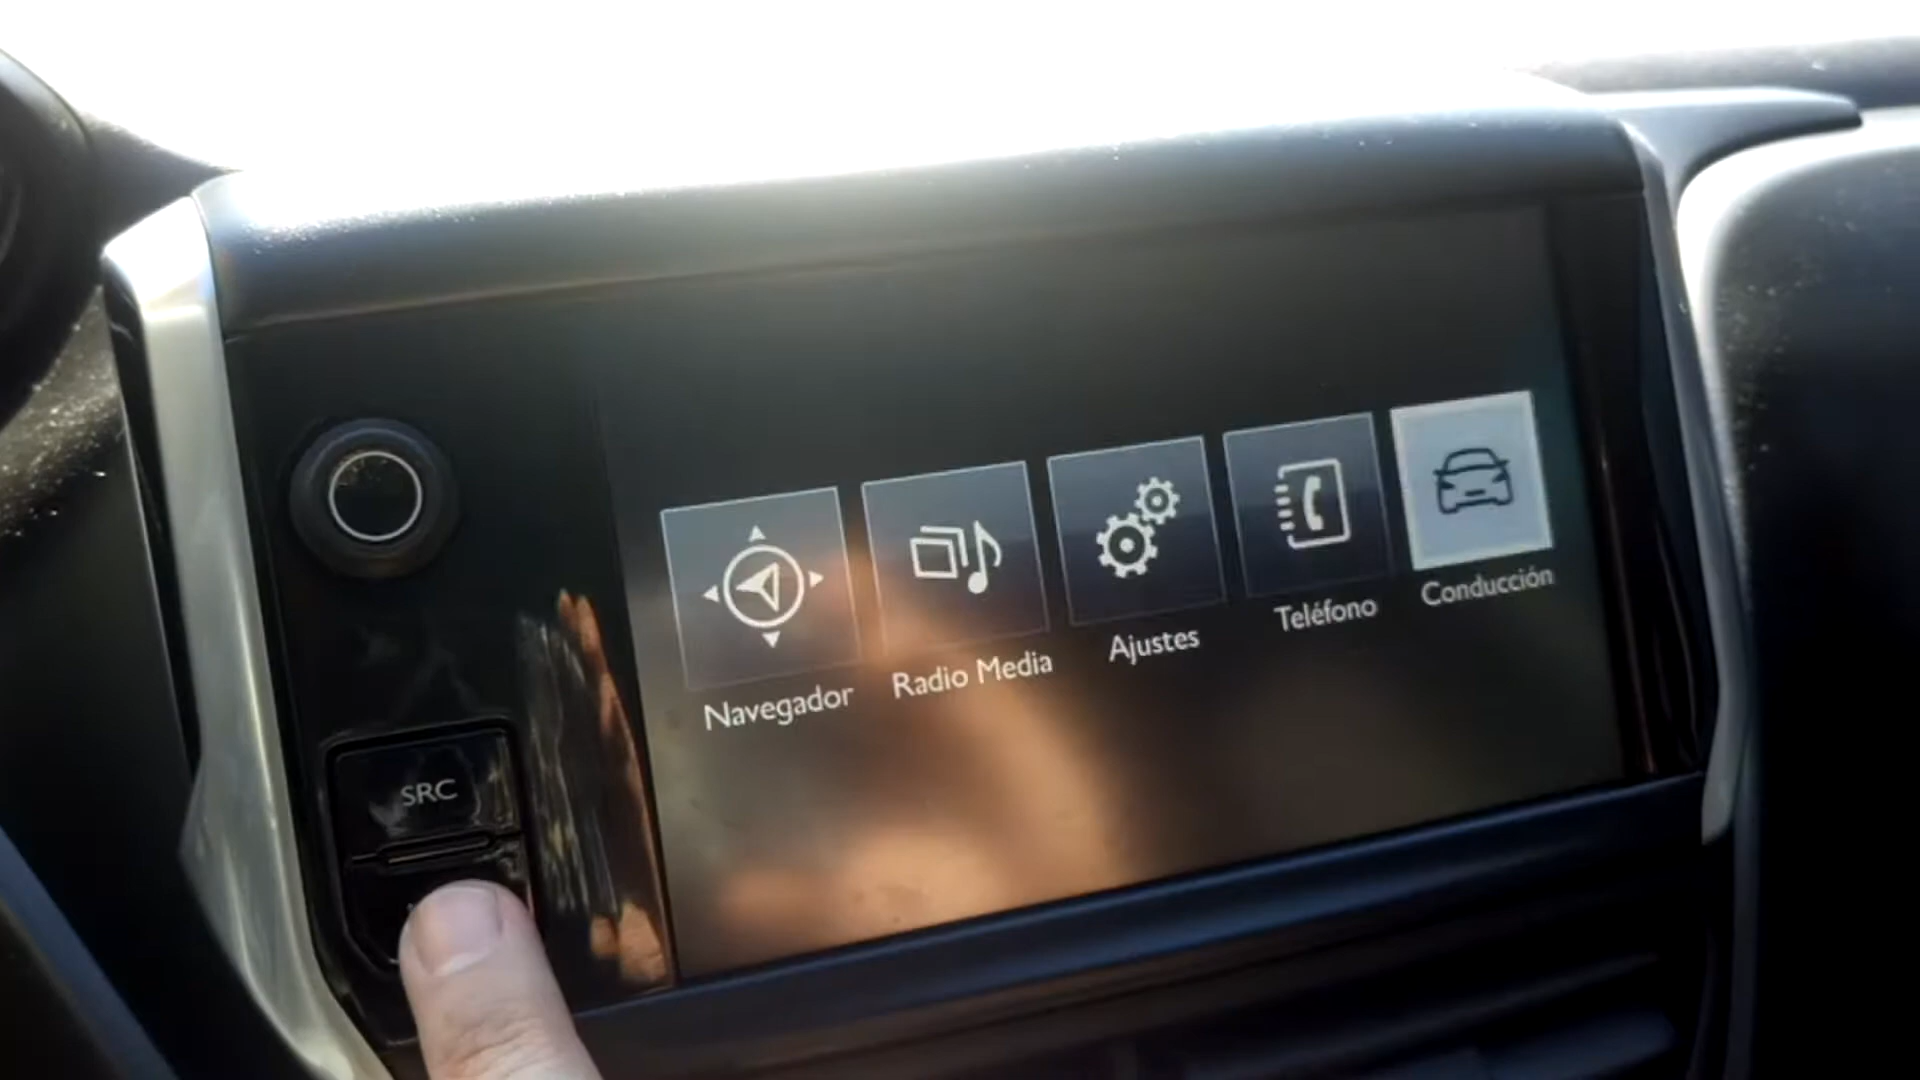 Navegador
Radio Media
Ajustes
Teléfono
Conducción
SRC